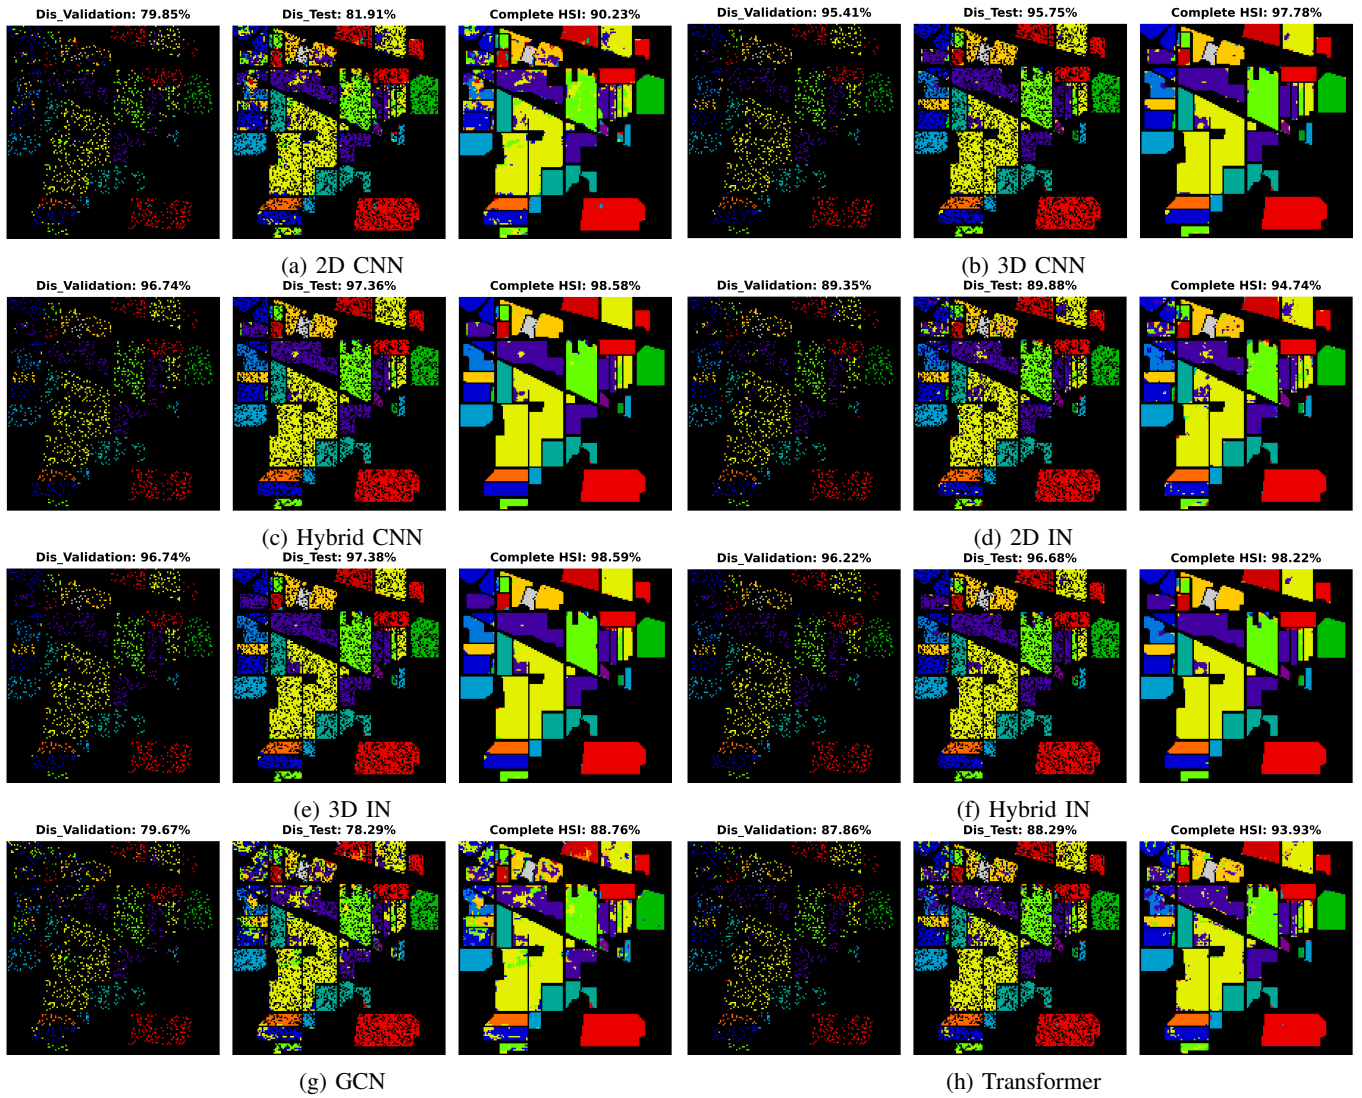 Dis_Validation: 79.85% Dis_Test: 81.91% Complete HSI: 90.23% Dis_Validation: 95.41% Dis_Test: 95.75% Complete HSI: 97.78%
(a) 2D CNN (b) 3D CNN
Dis_Validation: 96.74% Dis_Test: 97.36% Complete HSI: 98.58% Dis_Validation: 89.35% Dis_Test: 89.88% Complete HSI: 94.74%
(c) Hybrid CNN (d) 2D IN
Dis_Validation: 96.74% Dis_Test: 97.38% Complete HSI: 98.59% Dis_Validation: 96.22% Dis_Test: 96.68% Complete HSI: 98.22%
(e) 3D IN (f) Hybrid IN
Dis_Validation: 79.67% Dis_Test: 78.29% Complete HSI: 88.76% Dis_Validation: 87.86% Dis_Test: 88.29% Complete HSI: 93.93%
(g) GCN (h) Transformer